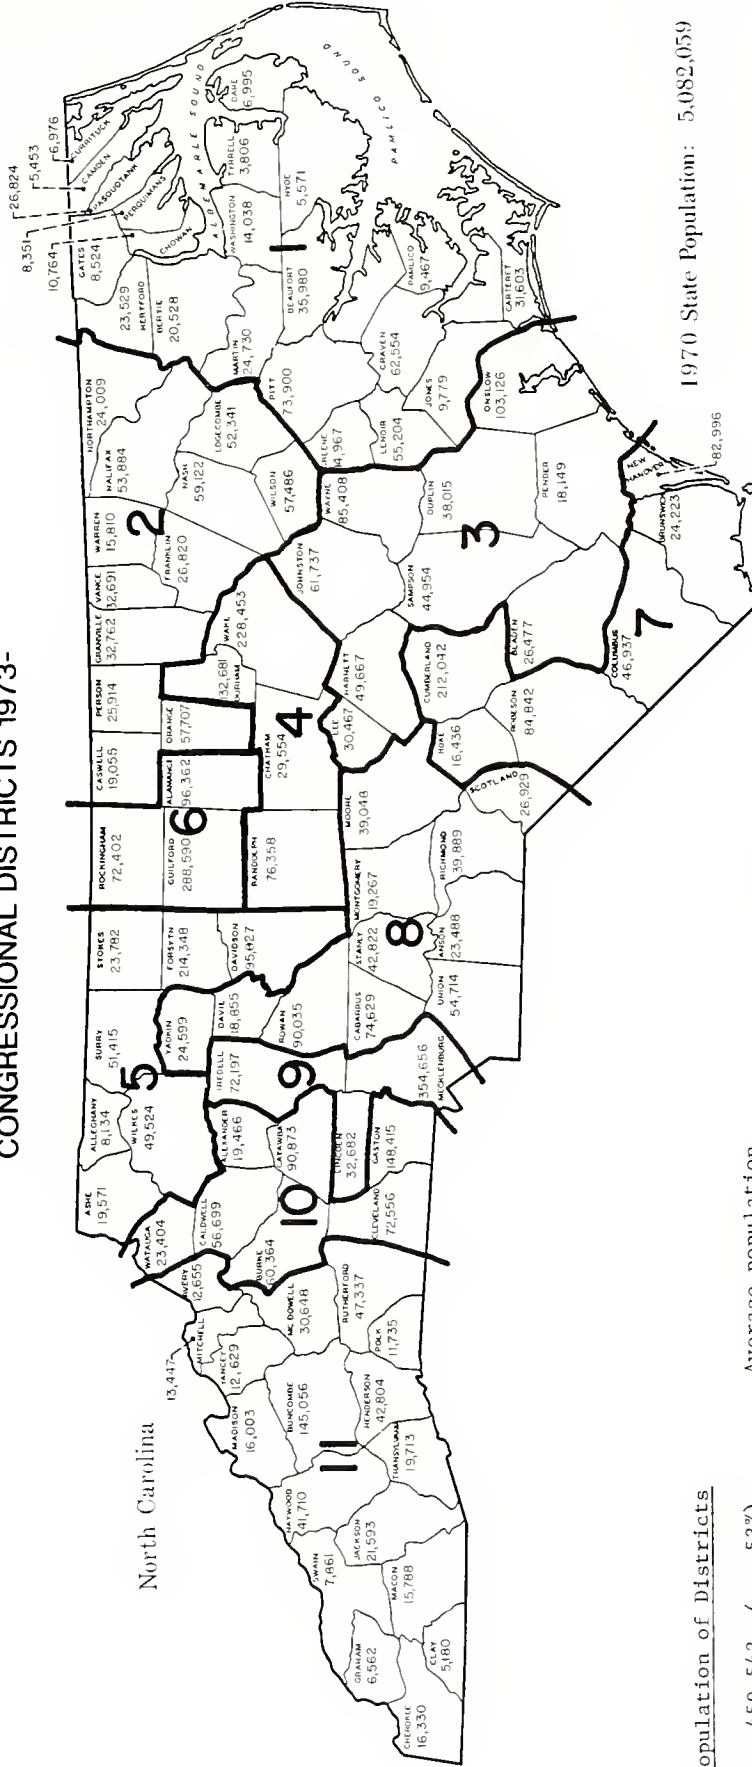 CONGRESSIONAL DISTRICTS 1973-
North Carolina
1970 State Population: 5,082,059
CHEROKEE
16,330
GRAHAM
6,562
CLAY
5,180
SWAIN
7,861
MACON
15,788
JACKSON
21,593
HAYWOOD
41,710
TRANSYLVANIA
19,713
11
MADISON
16,003
BUNCOMBE
145,056
HENDERSON
42,804
YANCEY
12,629
MITCHELL
13,447
POLK
11,735
MC DOWELL
30,648
RUTHERFORD
47,337
AVERY
12,655
WATAUGA
23,404
CALDWELL
56,699
BURKE
60,364
10
CLEVELAND
72,556
ALEXANDER
19,466
CATAWBA
90,873
LINCOLN
32,682
GASTON
148,415
ASHE
19,571
ALLEGHANY
8,134
WILKES
49,524
5
SURRY
51,415
YADKIN
24,599
STOKES
23,782
FORSYTH
214,348
DAVIDSON
95,627
IREDELL
72,197
9
DAVIE
18,855
ROWAN
90,035
MECKLENBURG
354,656
CABARRUS
74,629
STANLY
42,822
8
UNION
54,714
ANSON
23,488
MONTGOMERY
19,267
RICHMOND
39,889
MOORE
39,048
SCOTLAND
26,929
ROCKINGHAM
72,402
GUILFORD
288,590
6
ALAMANCE
96,362
RANDOLPH
76,358
CHATHAM
29,554
4
ORANGE
57,707
DURHAM
132,681
WAKE
228,453
LEE
30,467
HARNETT
49,667
CASWELL
19,055
PERSON
25,914
GRANVILLE
32,762
VANCE
32,691
WARREN
15,810
2
FRANKLIN
26,820
NORTHAMPTON
24,009
HALIFAX
53,884
NASH
59,122
EDGECOMBE
52,341
WILSON
57,486
JOHNSTON
61,737
WAYNE
85,408
SAMPSON
44,954
DUPLIN
38,015
3
PENDER
18,149
ONSLOW
103,126
CUMBERLAND
212,042
HOKE
16,436
ROBESON
84,842
BLADEN
26,477
COLUMBUS
46,937
7
BRUNSWICK
24,223
NEW HANOVER
82,996
GATES
8,524
HERTFORD
23,529
BERTIE
20,528
CHOWAN
10,764
PERQUIMANS
8,351
PASQUOTANK
26,824
CAMDEN
5,453
CURRITUCK
6,976
MARTIN
24,730
WASHINGTON
14,038
TYRRELL
3,806
DARE
6,995
HYDE
5,571
1
BEAUFORT
35,980
PITT
73,900
GREENE
14,967
LENOIR
55,204
CRAVEN
62,554
PAMLICO
9,467
JONES
9,779
CARTERET
31,603
ALBEMARLE SOUND
PAMLICO SOUND
opulation of Districts
Average population